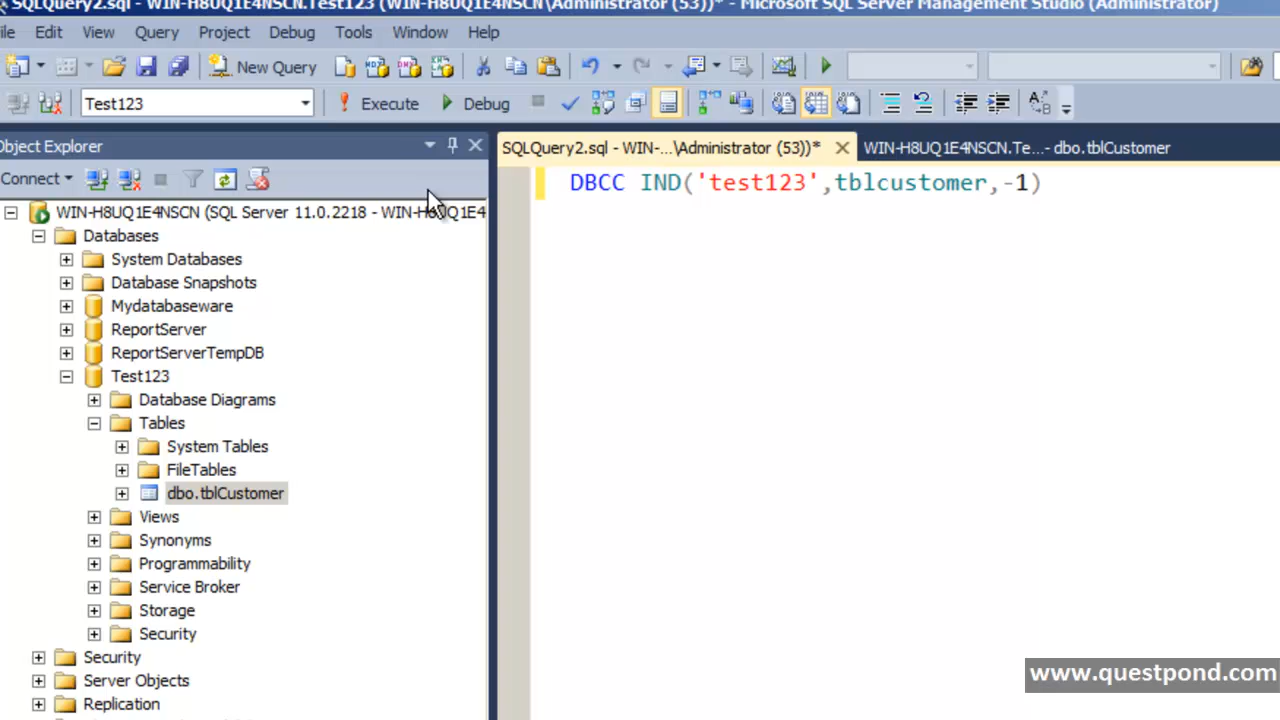 SQLQuery2.sql - WIN-H8UQ1E4NSCN.Test123 (WIN-H8UQ1E4NSCN\Administrator (53))* - Microsoft SQL Server Management Studio (Administrator)
ile Edit View Query Project Debug Tools Window Help
New Query
Test123 Execute Debug
Object Explorer
SQLQuery2.sql - WIN-...\Administrator (53))* WIN-H8UQ1E4NSCN.Te...- dbo.tblCustomer
Connect
DBCC IND('test123',tblcustomer,-1)
WIN-H8UQ1E4NSCN (SQL Server 11.0.2218 - WIN-H8UQ1E4
Databases
System Databases
Database Snapshots
Mydatabaseware
ReportServer
ReportServerTempDB
Test123
Database Diagrams
Tables
System Tables
FileTables
dbo.tblCustomer
Views
Synonyms
Programmability
Service Broker
Storage
Security
Security
Server Objects
Replication
www.questpond.com